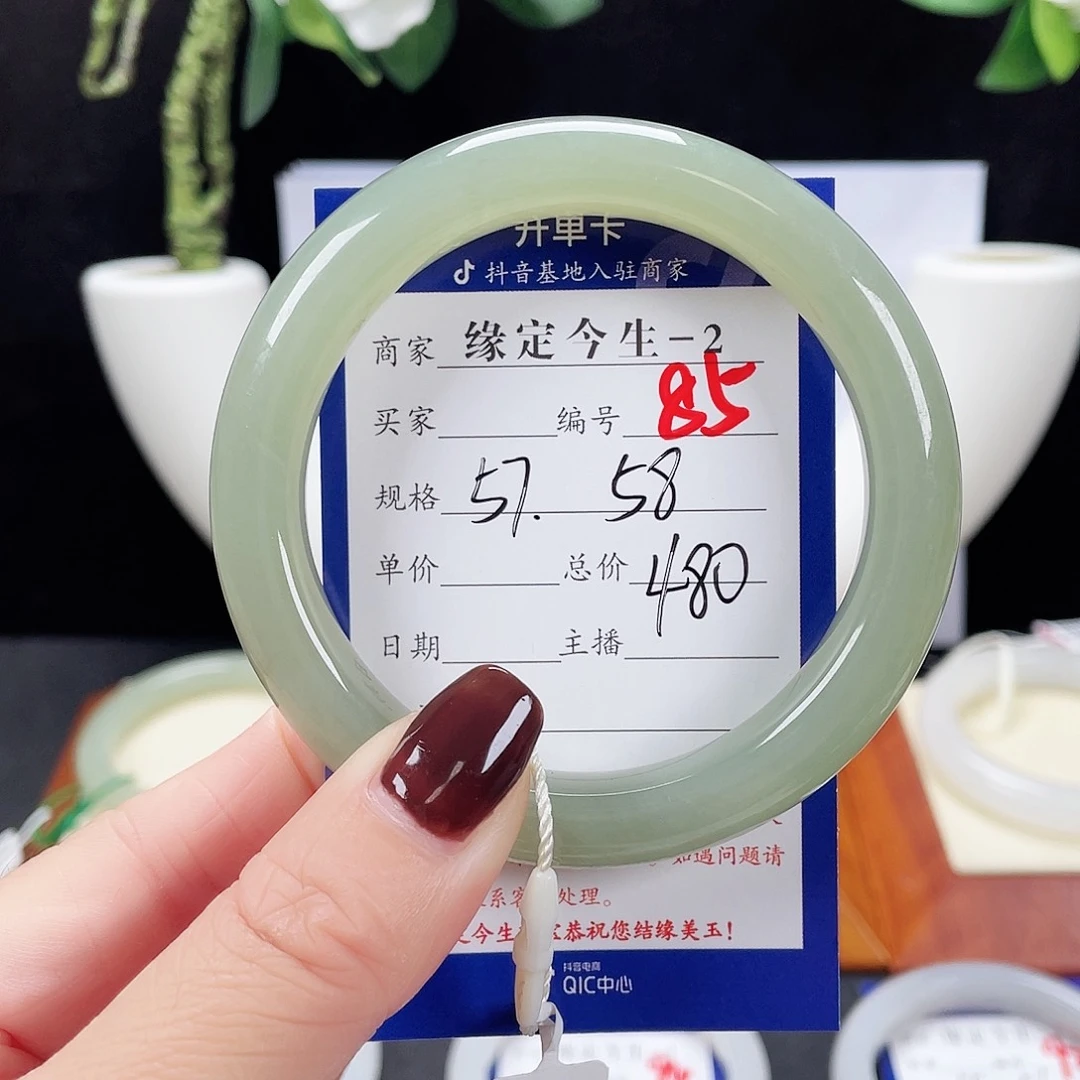 开单卡
抖音基地入驻商家
商家 缘定今生-2
买家 编号 85
规格 57. 58
单价 总价 480
日期 主播
如遇问题请
系客 处理。
今生 恭祝您结缘美玉!
抖音电商
QIC中心